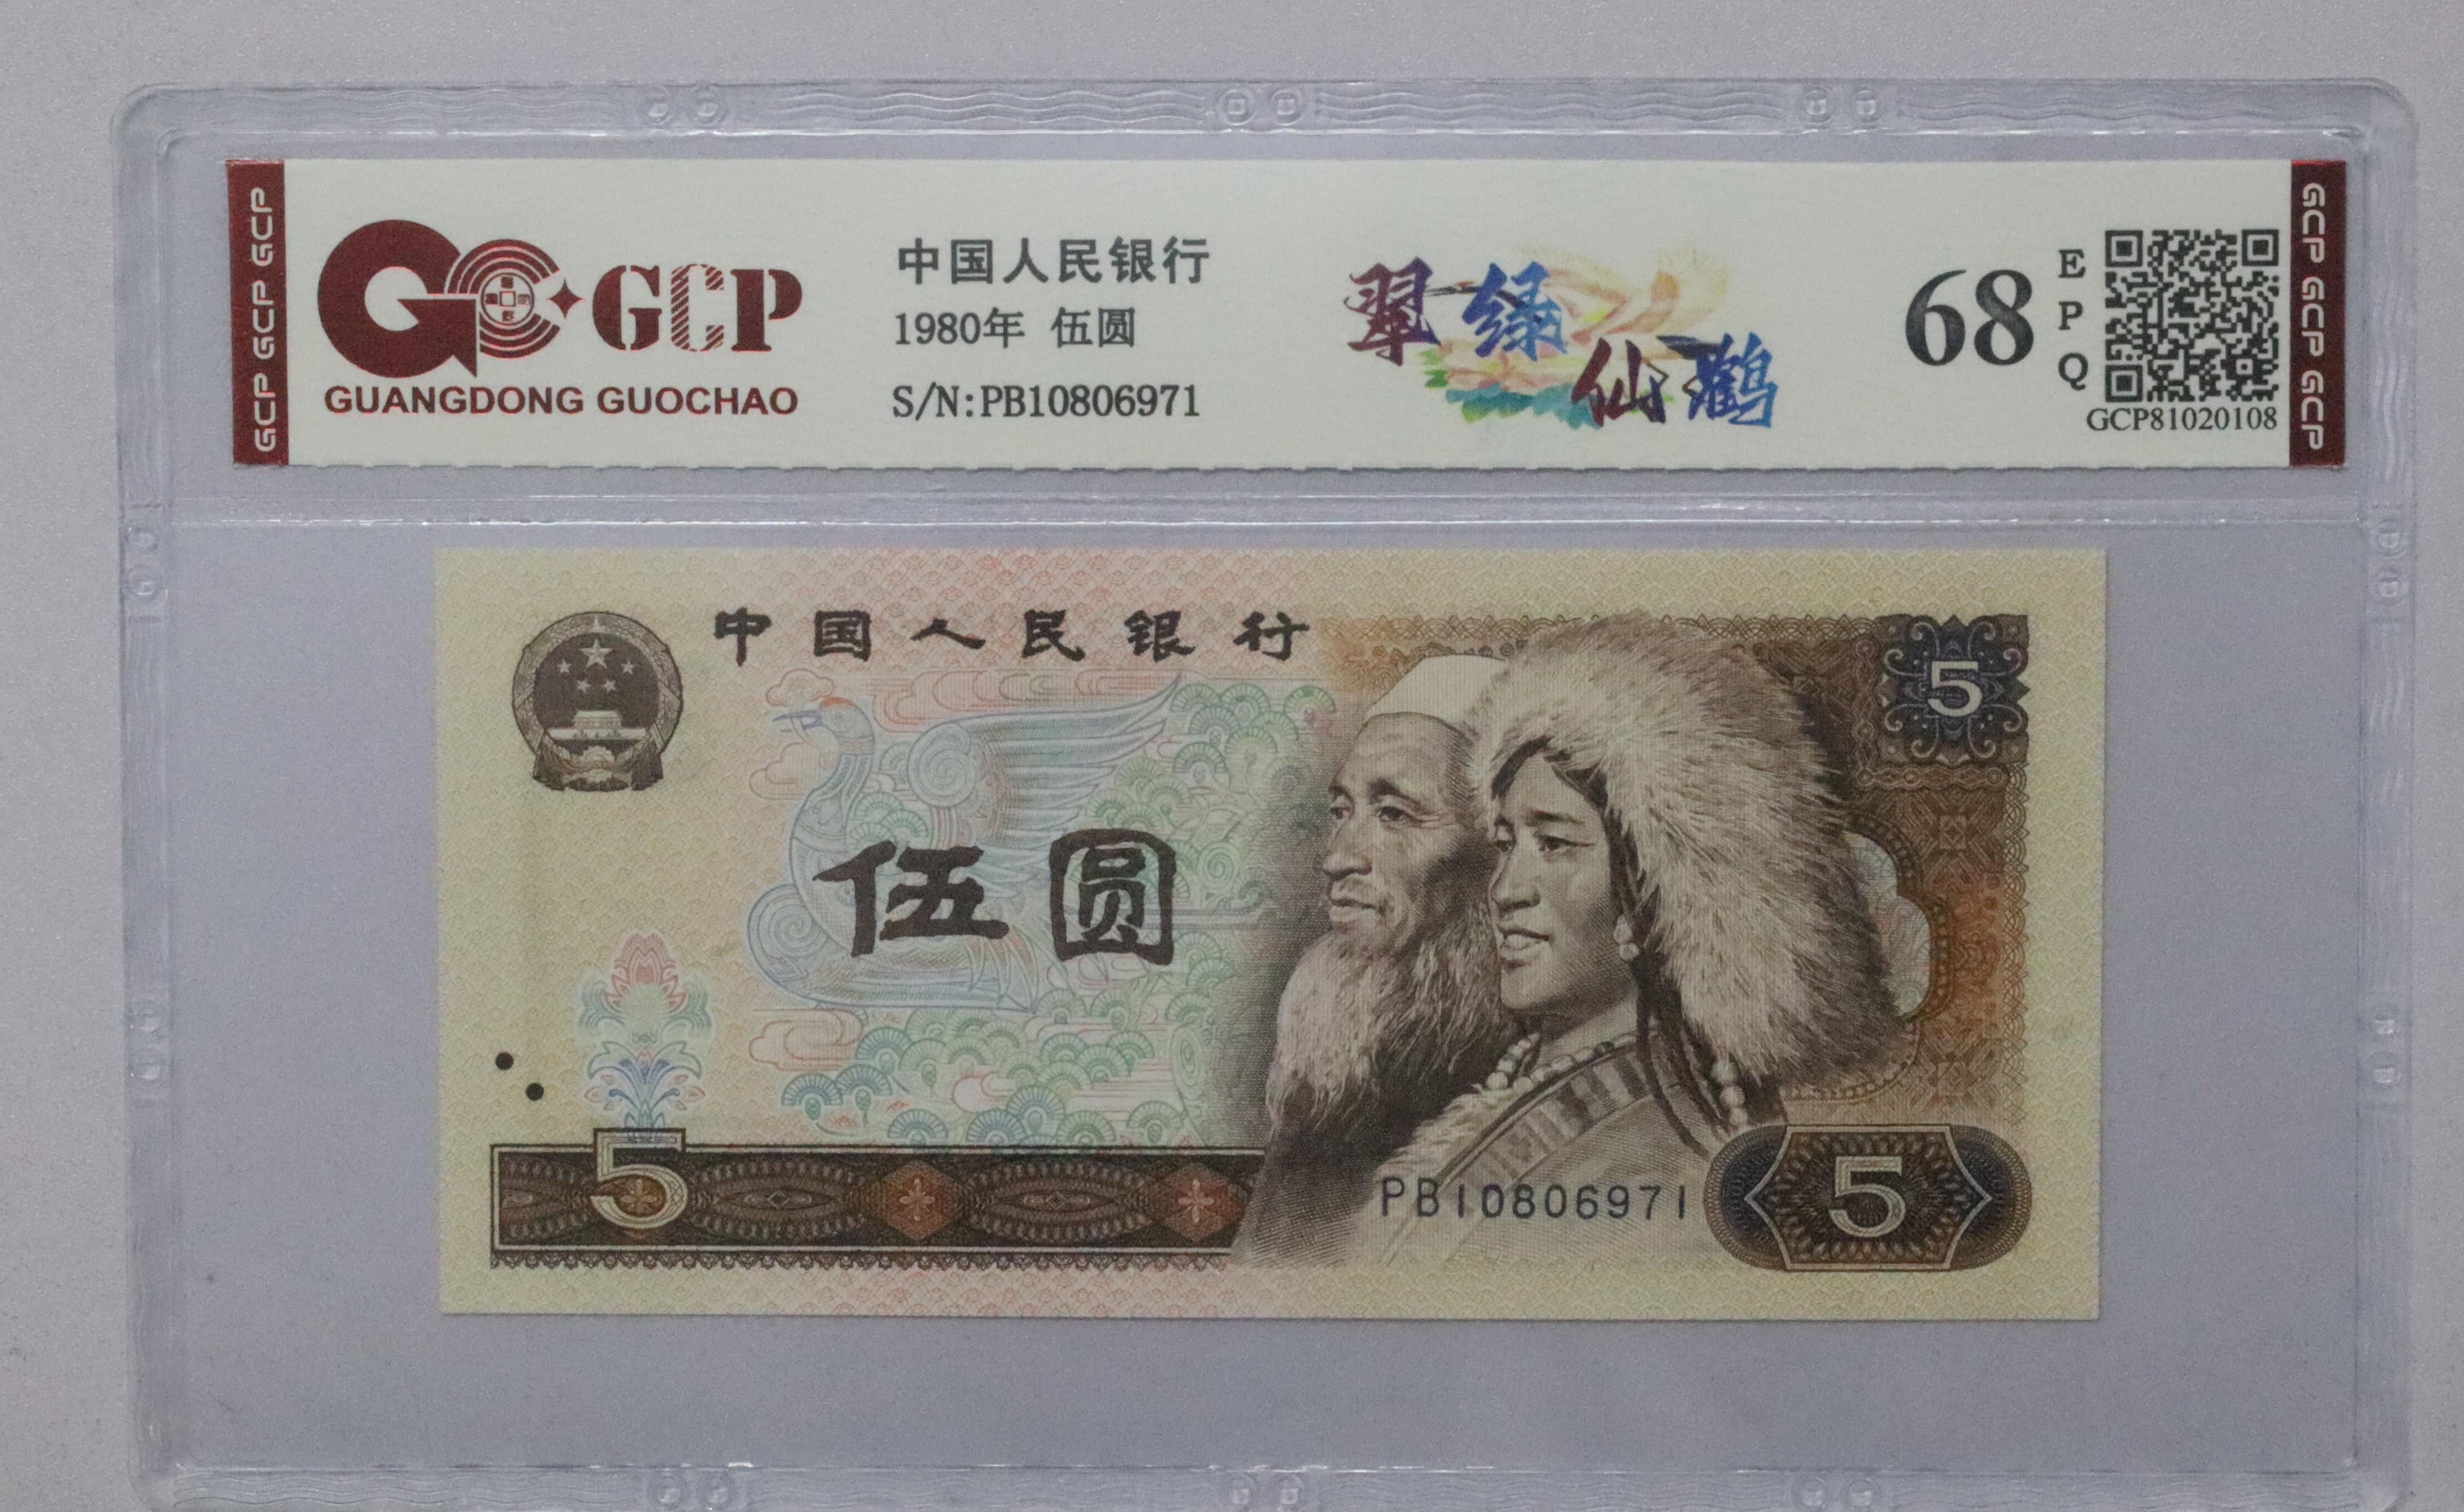 GCP GCP GCP
GCP
GUANGDONG GUOCHAO
中国人民银行
1980年 伍圆
S/N:PB10806971
翠绿
仙鹤
68
E
P
Q
GCP81020108
GCP GCP GCP
中国人民银行
5
伍圆
5
PB10806971
5